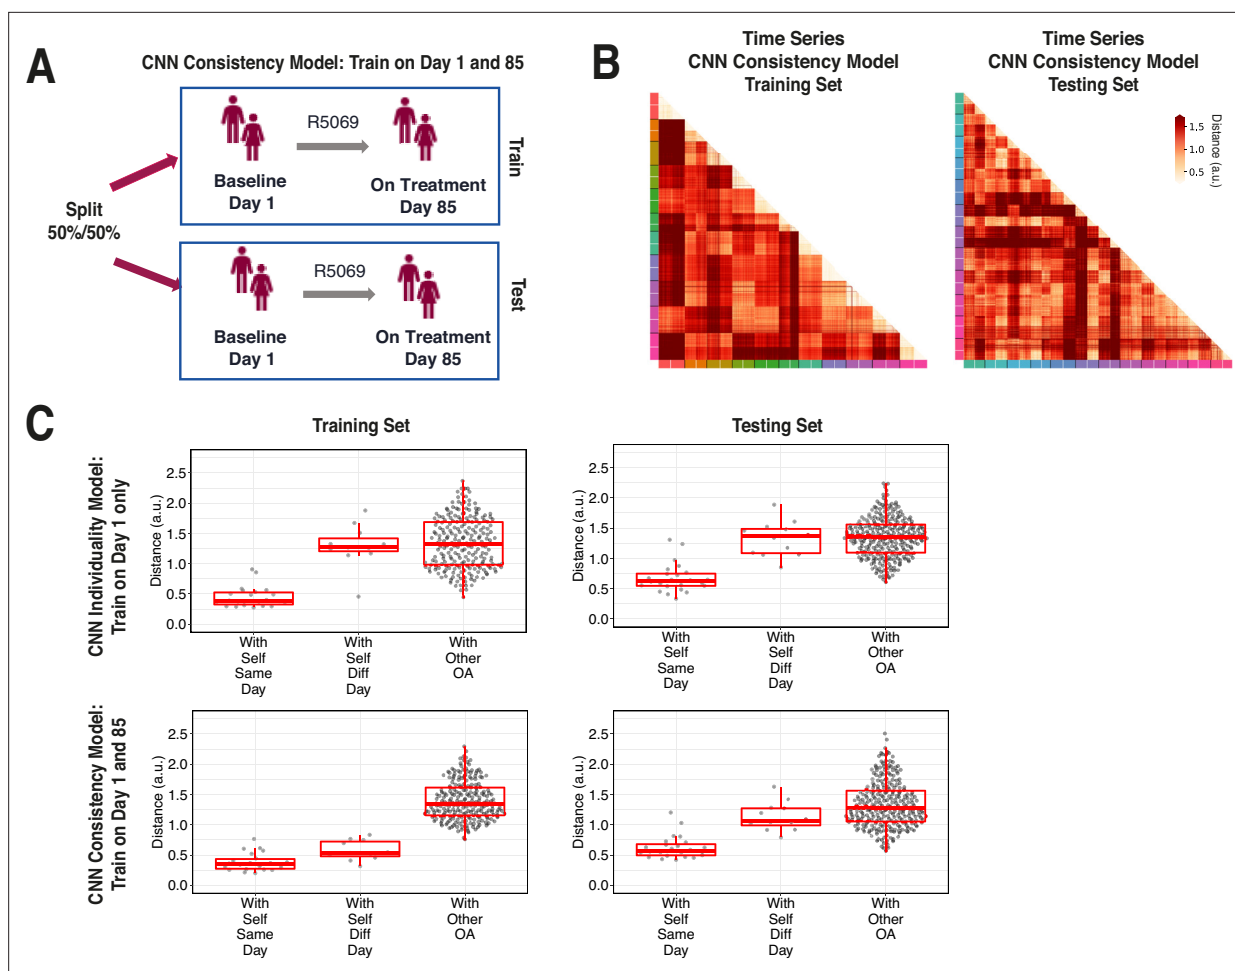 A
CNN Consistency Model: Train on Day 1 and 85
Split
50%/50%
R5069
Baseline
Day 1
On Treatment
Day 85
Train
R5069
Baseline
Day 1
On Treatment
Day 85
Test
B
Time Series
CNN Consistency Model
Training Set
Time Series
CNN Consistency Model
Testing Set
1.5
1.0
0.5
Distance (a.u.)
C
Training Set
Testing Set
CNN Individuality Model:
Train on Day 1 only
Distance (a.u.)
2.5
2.0
1.5
1.0
0.5
0.0
With
Self
Same
Day
With
Self
Diff
Day
With
Other
OA
Distance (a.u.)
2.5
2.0
1.5
1.0
0.5
0.0
With
Self
Same
Day
With
Self
Diff
Day
With
Other
OA
CNN Consistency Model:
Train on Day 1 and 85
Distance (a.u.)
2.5
2.0
1.5
1.0
0.5
0.0
With
Self
Same
Day
With
Self
Diff
Day
With
Other
OA
Distance (a.u.)
2.5
2.0
1.5
1.0
0.5
0.0
With
Self
Same
Day
With
Self
Diff
Day
With
Other
OA